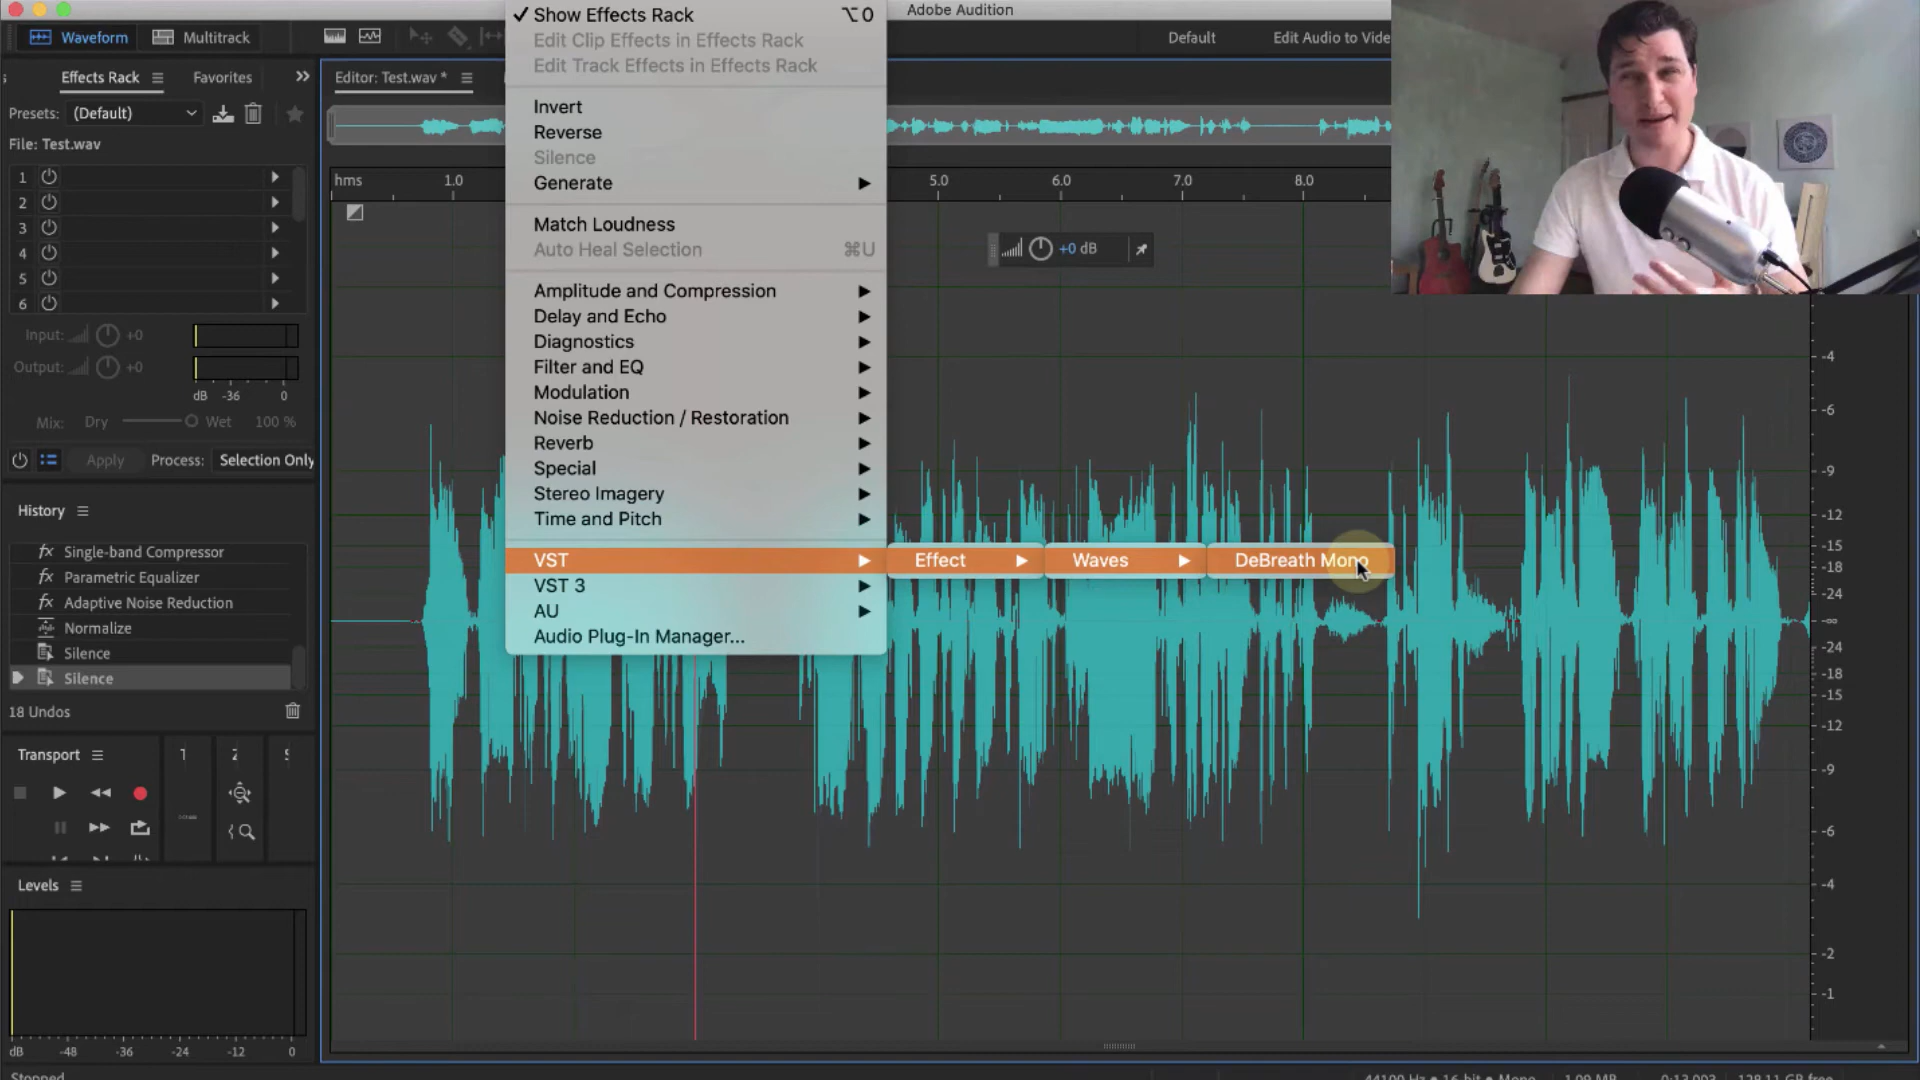 Adobe Audition
Waveform
Multitrack
Default
Edit Audio to Vide
Effects Rack
Favorites
Presets: (Default)
File: Test.wav
1
2
3
4
5
6
Input: +0
Output: +0
dB -36 0
Mix: Dry Wet 100 %
Apply Process: Selection Only
History
Single-band Compressor
Parametric Equalizer
Adaptive Noise Reduction
Normalize
Silence
Silence
18 Undos
Transport
Levels
dB -48 -36 -24 -12 0
Stopped
Editor: Test.wav *
hms 1.0 5.0 6.0 7.0 8.0
+0 dB
✓ Show Effects Rack ⌥0
Edit Clip Effects in Effects Rack
Edit Track Effects in Effects Rack
Invert
Reverse
Silence
Generate
Match Loudness
Auto Heal Selection ⌘U
Amplitude and Compression
Delay and Echo
Diagnostics
Filter and EQ
Modulation
Noise Reduction / Restoration
Reverb
Special
Stereo Imagery
Time and Pitch
VST
Effect
Waves
DeBreath Mono
VST 3
AU
Audio Plug-In Manager...
-4
-6
-9
-12
-15
-18
-24
-∞
-24
-18
-15
-12
-9
-6
-4
-2
-1
44100 Hz • 16-bit • Mono 1.09 MB 0:13.003 128.11 GB free